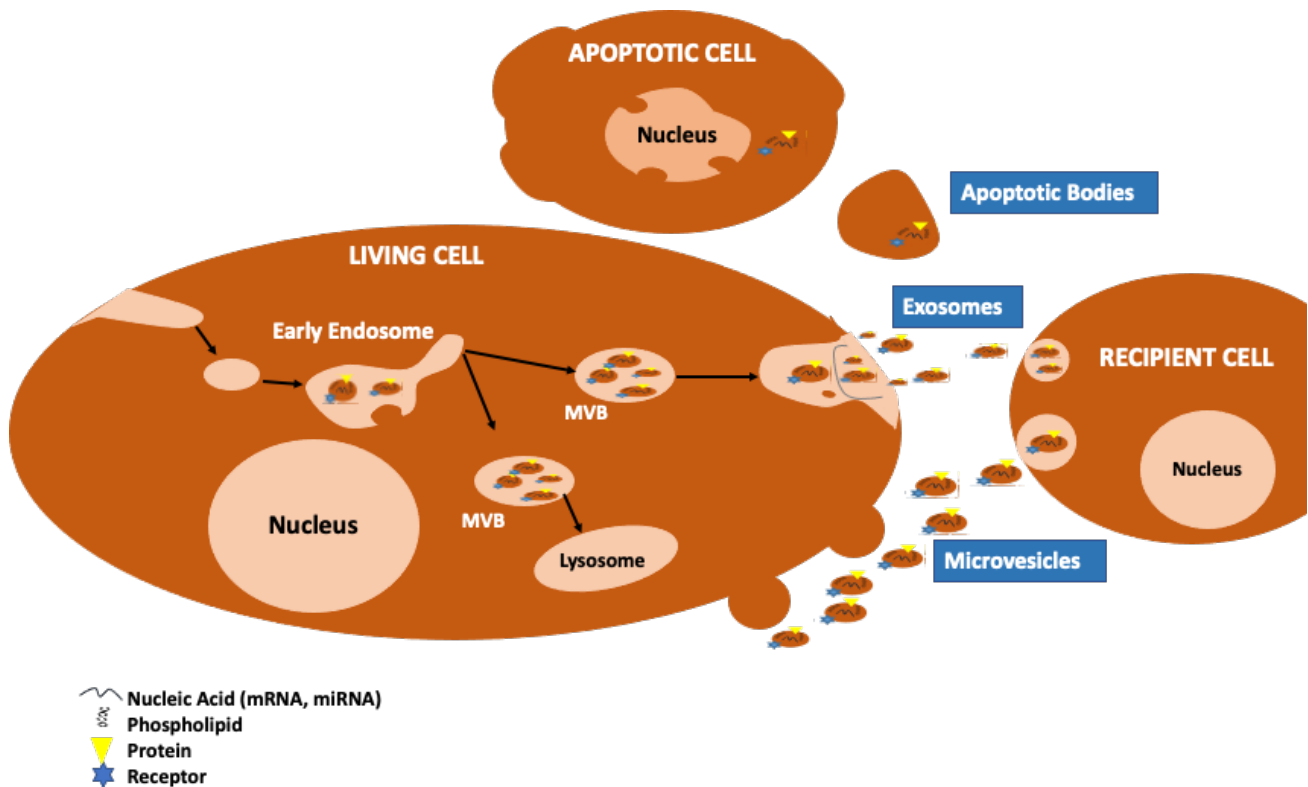 APOPTOTIC CELL
Nucleus
Apoptotic Bodies
LIVING CELL
Exosomes
Early Endosome
RECIPIENT CELL
MVB
Nucleus
MVB
Nucleus
Lysosome
Microvesicles
Nucleic Acid (mRNA, miRNA)
Phospholipid
Protein
Receptor